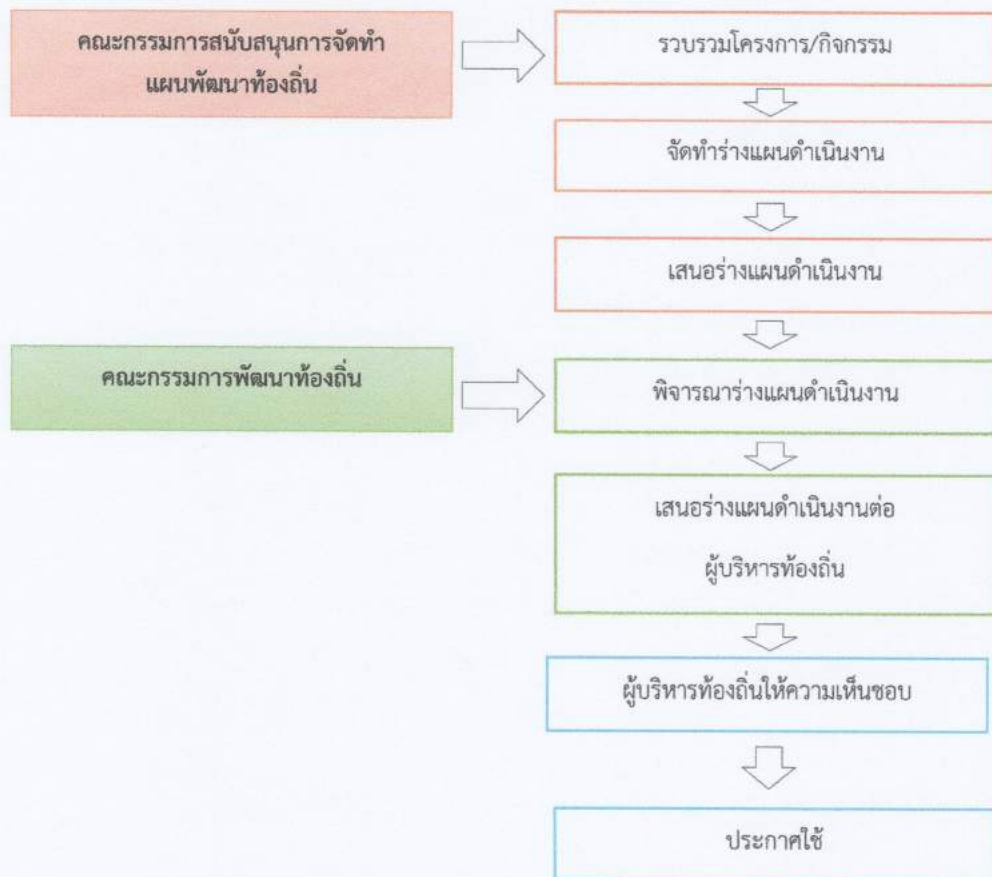 คณะกรรมการสนับสนุนการจัดทำ
แผนพัฒนาท้องถิ่น
รวบรวมโครงการ/กิจกรรม
จัดทำร่างแผนดำเนินงาน
เสนอร่างแผนดำเนินงาน
คณะกรรมการพัฒนาท้องถิ่น
พิจารณาร่างแผนดำเนินงาน
เสนอร่างแผนดำเนินงานต่อ
ผู้บริหารท้องถิ่น
ผู้บริหารท้องถิ่นให้ความเห็นชอบ
ประกาศใช้